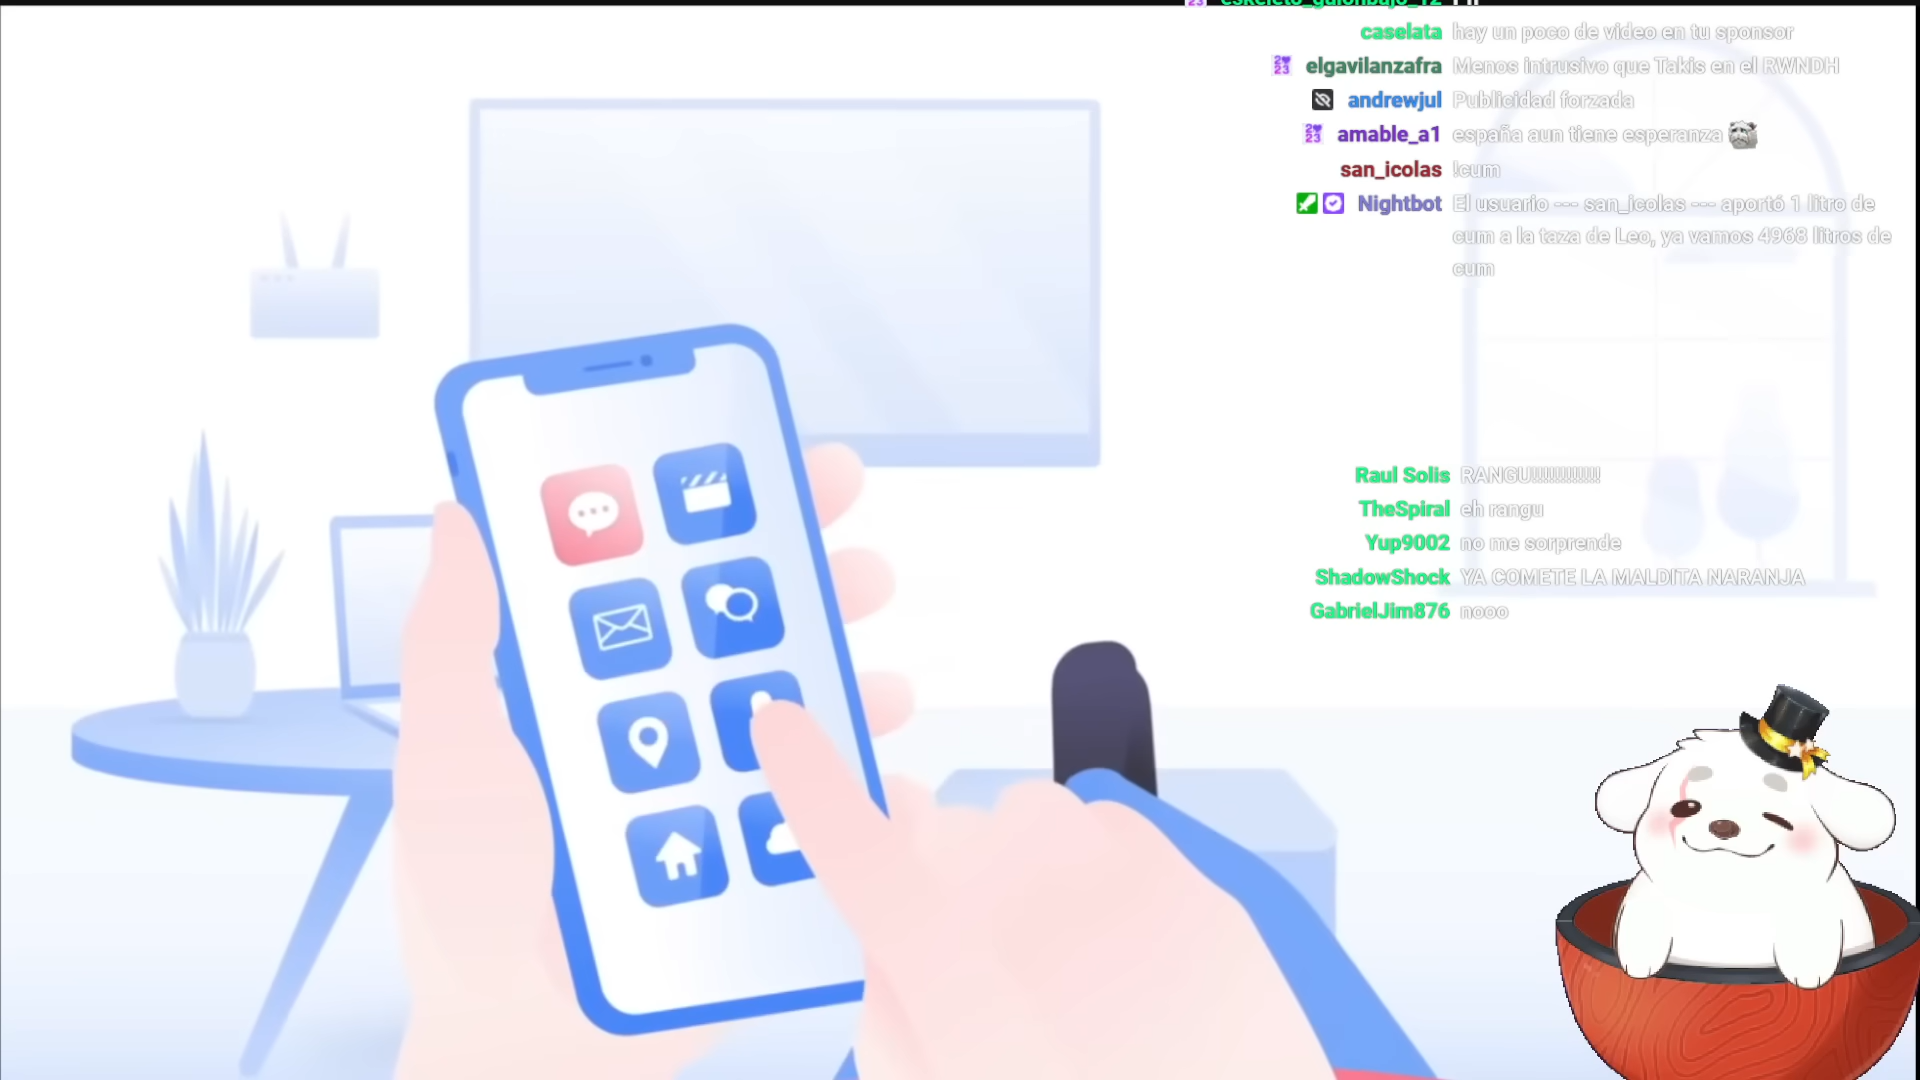 eskeleto_guionbajo_12
caselata hay un poco de video en tu sponsor
elgavilanzafra Menos intrusivo que Takis en el RWNDH
andrewjul Publicidad forzada
amable_a1 españa aun tiene esperanza
san_icolas !cum
Nightbot El usuario --- san_icolas --- aportó 1 litro de
cum a la taza de Leo, ya vamos 4968 litros de
cum
Raul Solis RANGU!!!!!!!!!!!!!
TheSpiral eh rangu
Yup9002 no me sorprende
ShadowShock YA COMETE LA MALDITA NARANJA
GabrielJim876 nooo